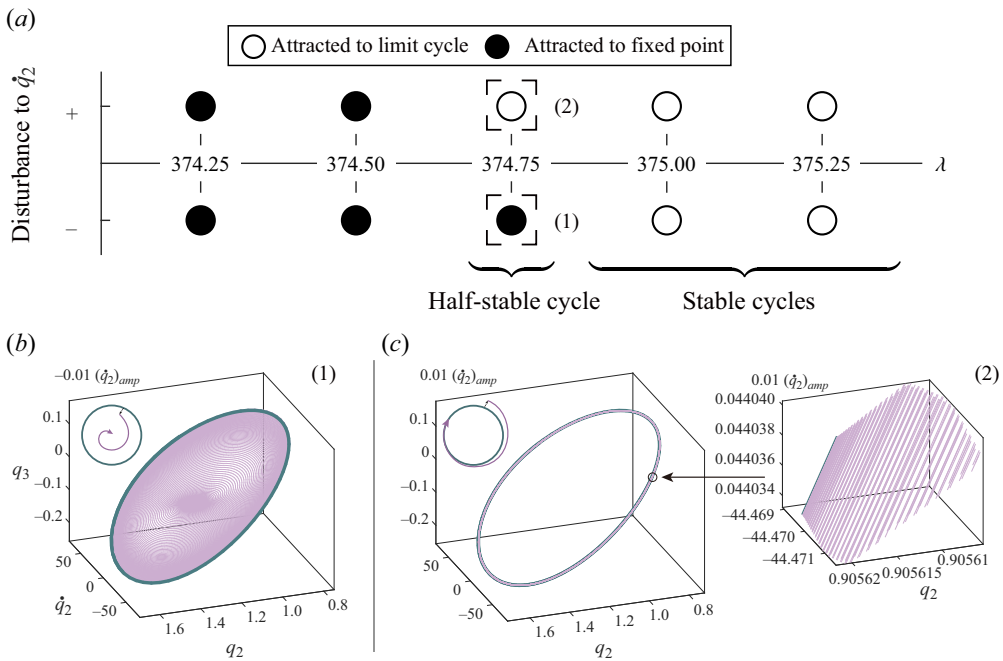 (a)
Attracted to limit cycle
Attracted to fixed point
Disturbance to q̇2
+
(2)
374.25
374.50
374.75
375.00
375.25
λ
−
(1)
Half-stable cycle
Stable cycles
(b)
(1)
−0.01 (q̇2)amp
0.1
0
−0.1
−0.2
q3
50
0
−50
q̇2
1.6
1.4
1.2
1.0
0.8
q2
(c)
0.01 (q̇2)amp
0.1
0
−0.1
−0.2
50
0
−50
1.6
1.4
1.2
1.0
0.8
q2
(2)
0.01 (q̇2)amp
0.044040
0.044038
0.044036
0.044034
−44.469
−44.470
−44.471
0.90562
0.905615
0.90561
q2